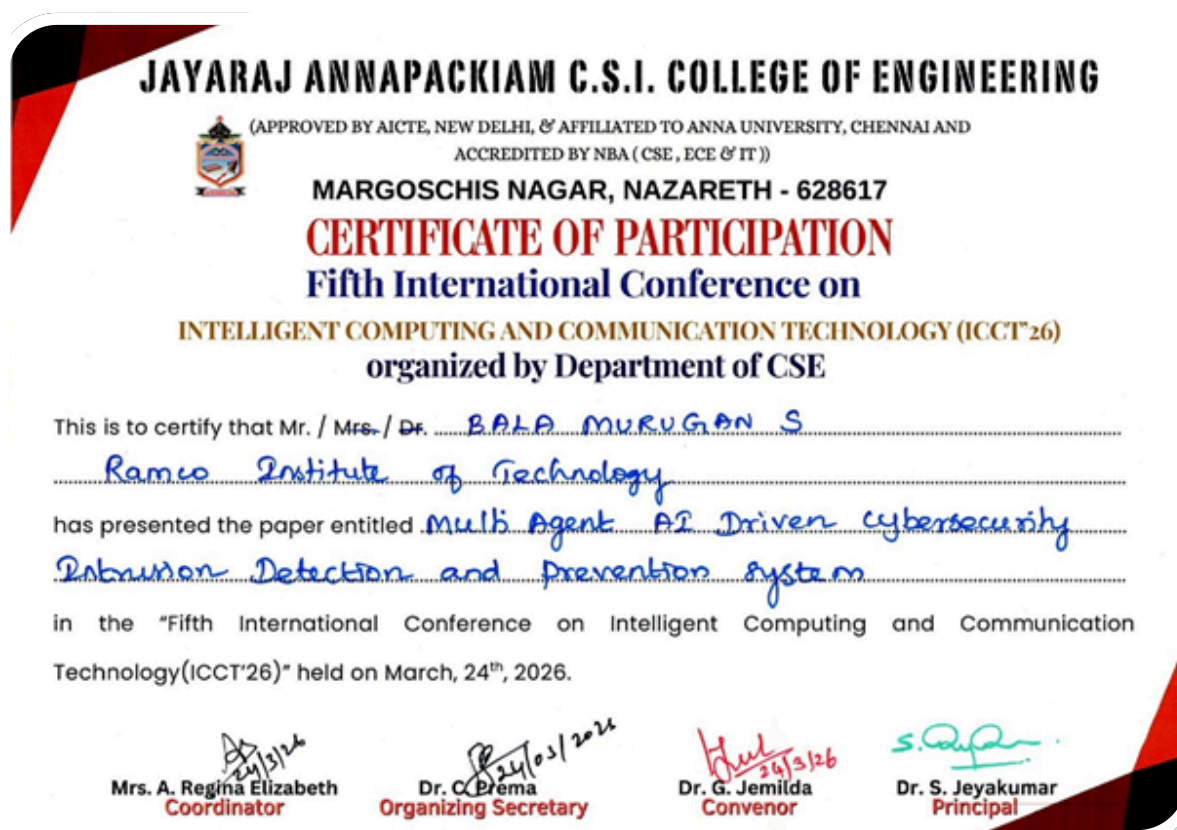 JAYARAJ ANNAPACKIAM C.S.I. COLLEGE OF ENGINEERING
(APPROVED BY AICTE, NEW DELHI, & AFFILIATED TO ANNA UNIVERSITY, CHENNAI AND
ACCREDITED BY NBA ( CSE , ECE & IT ))
MARGOSCHIS NAGAR, NAZARETH - 628617
CERTIFICATE OF PARTICIPATION
Fifth International Conference on
INTELLIGENT COMPUTING AND COMMUNICATION TECHNOLOGY (ICCT'26)
organized by Department of CSE
This is to certify that Mr. / Mrs. / Dr. BALA MURUGAN S
Ramco Institute of Technology
has presented the paper entitled Multi Agent AI Driven Cybersecurity
Intrusion Detection and Prevention System
in the “Fifth International Conference on Intelligent Computing and Communication
Technology(ICCT’26)” held on March, 24th, 2026.
24/3/26 24/03/2026 24/3/26
Mrs. A. Regina Elizabeth Dr. C. Prema Dr. G. Jemilda Dr. S. Jeyakumar
Coordinator Organizing Secretary Convenor Principal